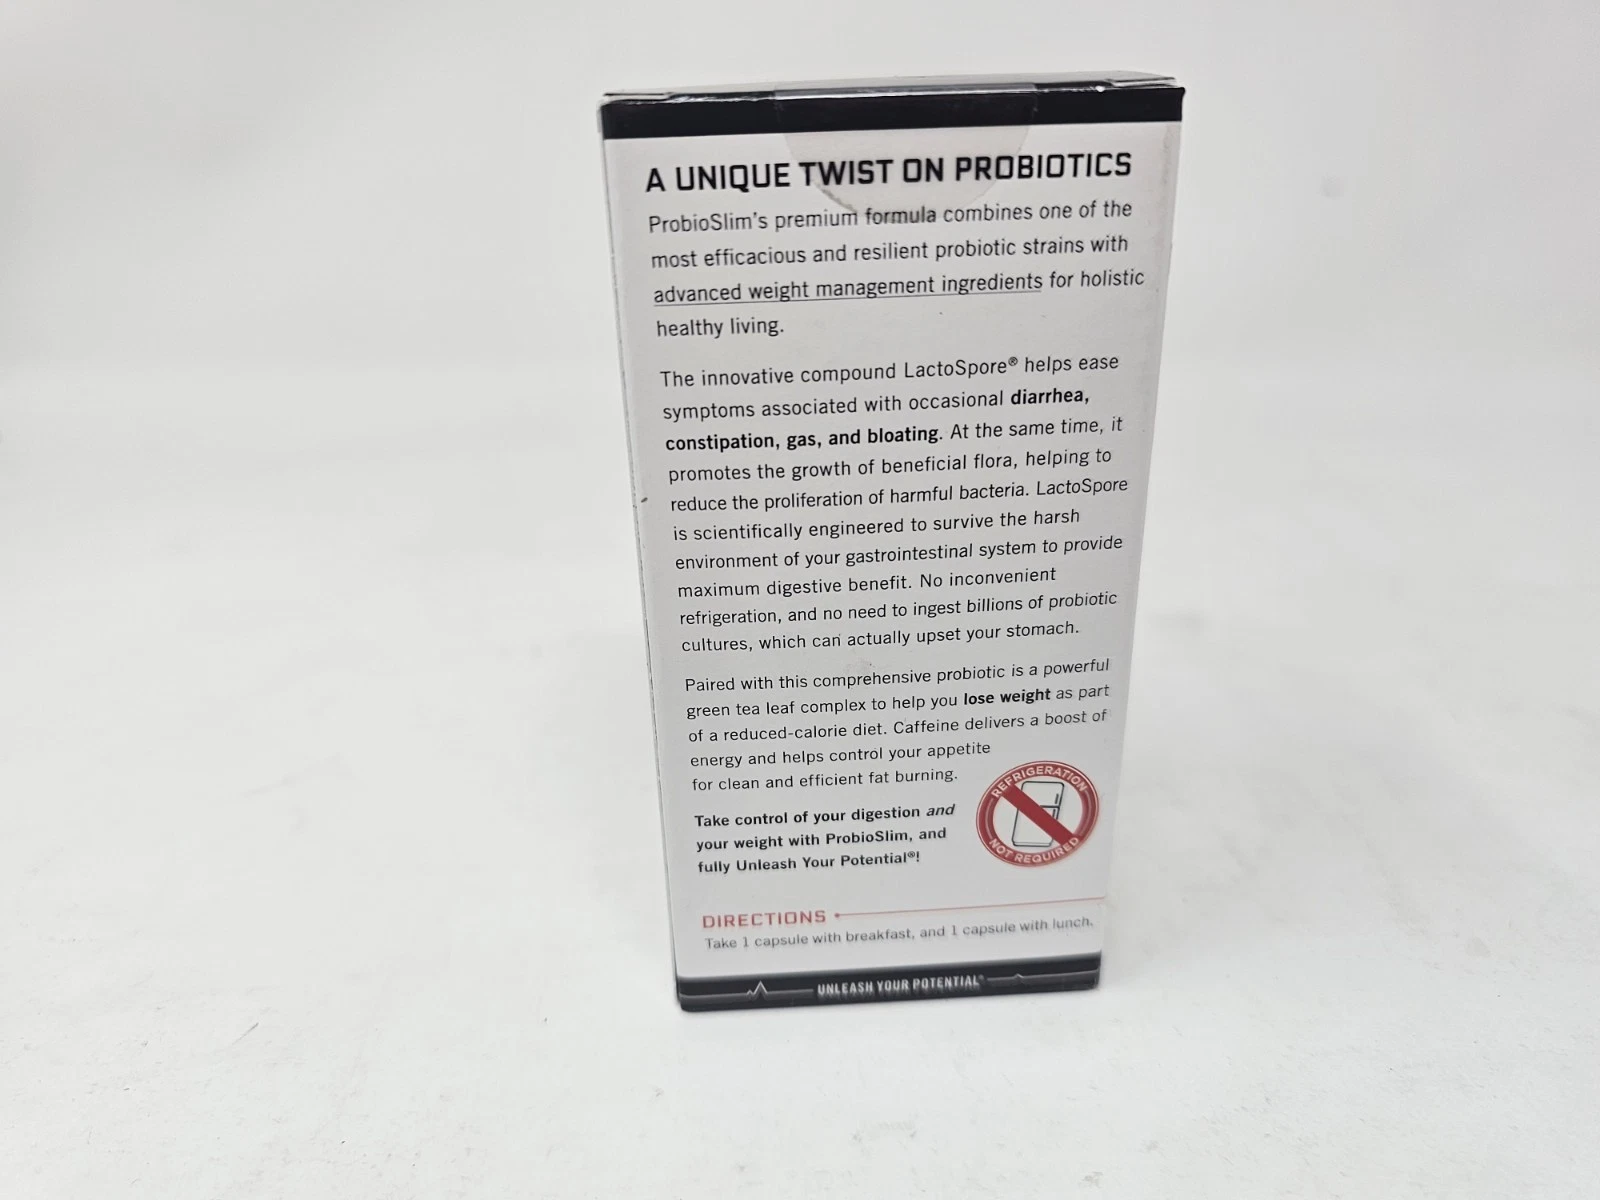 A UNIQUE TWIST ON PROBIOTICS
ProbioSlim's premium formula combines one of the
most efficacious and resilient probiotic strains with
advanced weight management ingredients for holistic
healthy living.
The innovative compound LactoSpore® helps ease
symptoms associated with occasional diarrhea,
constipation, gas, and bloating. At the same time, it
promotes the growth of beneficial flora, helping to
reduce the proliferation of harmful bacteria. LactoSpore
is scientifically engineered to survive the harsh
environment of your gastrointestinal system to provide
maximum digestive benefit. No inconvenient
refrigeration, and no need to ingest billions of probiotic
cultures, which can actually upset your stomach.
Paired with this comprehensive probiotic is a powerful
green tea leaf complex to help you lose weight as part
of a reduced-calorie diet. Caffeine delivers a boost of
energy and helps control your appetite
for clean and efficient fat burning.
Take control of your digestion and
your weight with ProbioSlim, and
fully Unleash Your Potential®!
REFRIGERATION
NOT REQUIRED
DIRECTIONS
Take 1 capsule with breakfast, and 1 capsule with lunch.
UNLEASH YOUR POTENTIAL®